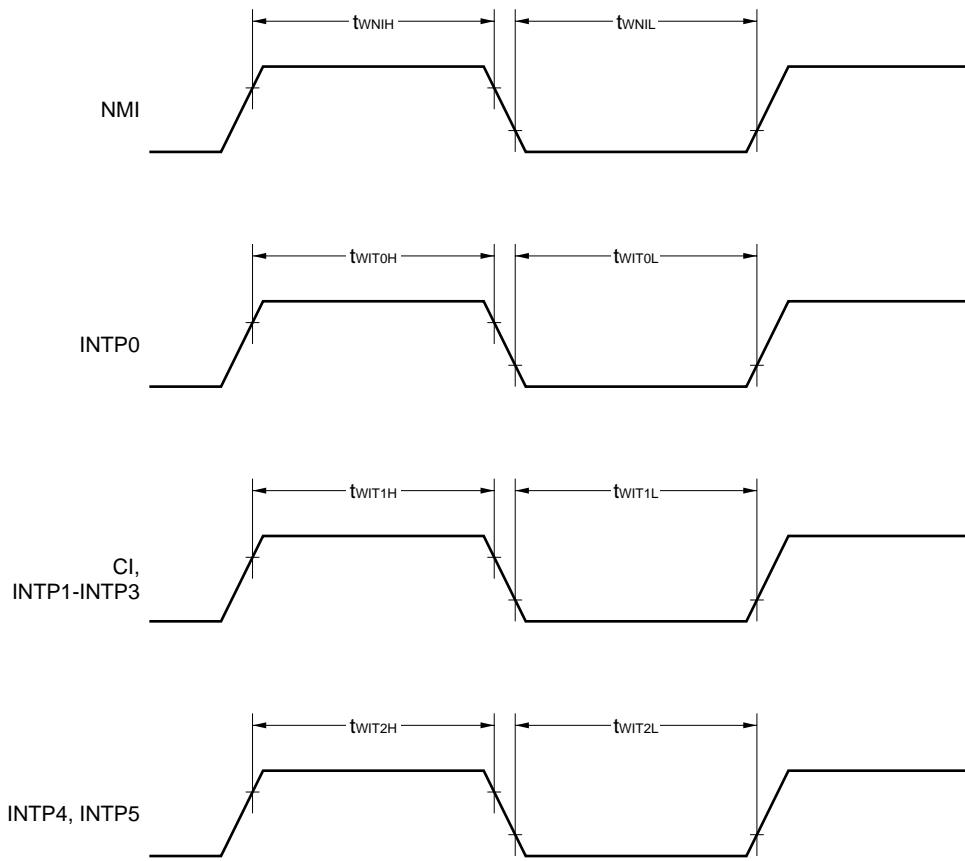 tWNIH tWNIL
NMI
tWIT0H tWIT0L
INTP0
tWIT1H tWIT1L
CI,
INTP1-INTP3
tWIT2H tWIT2L
INTP4, INTP5